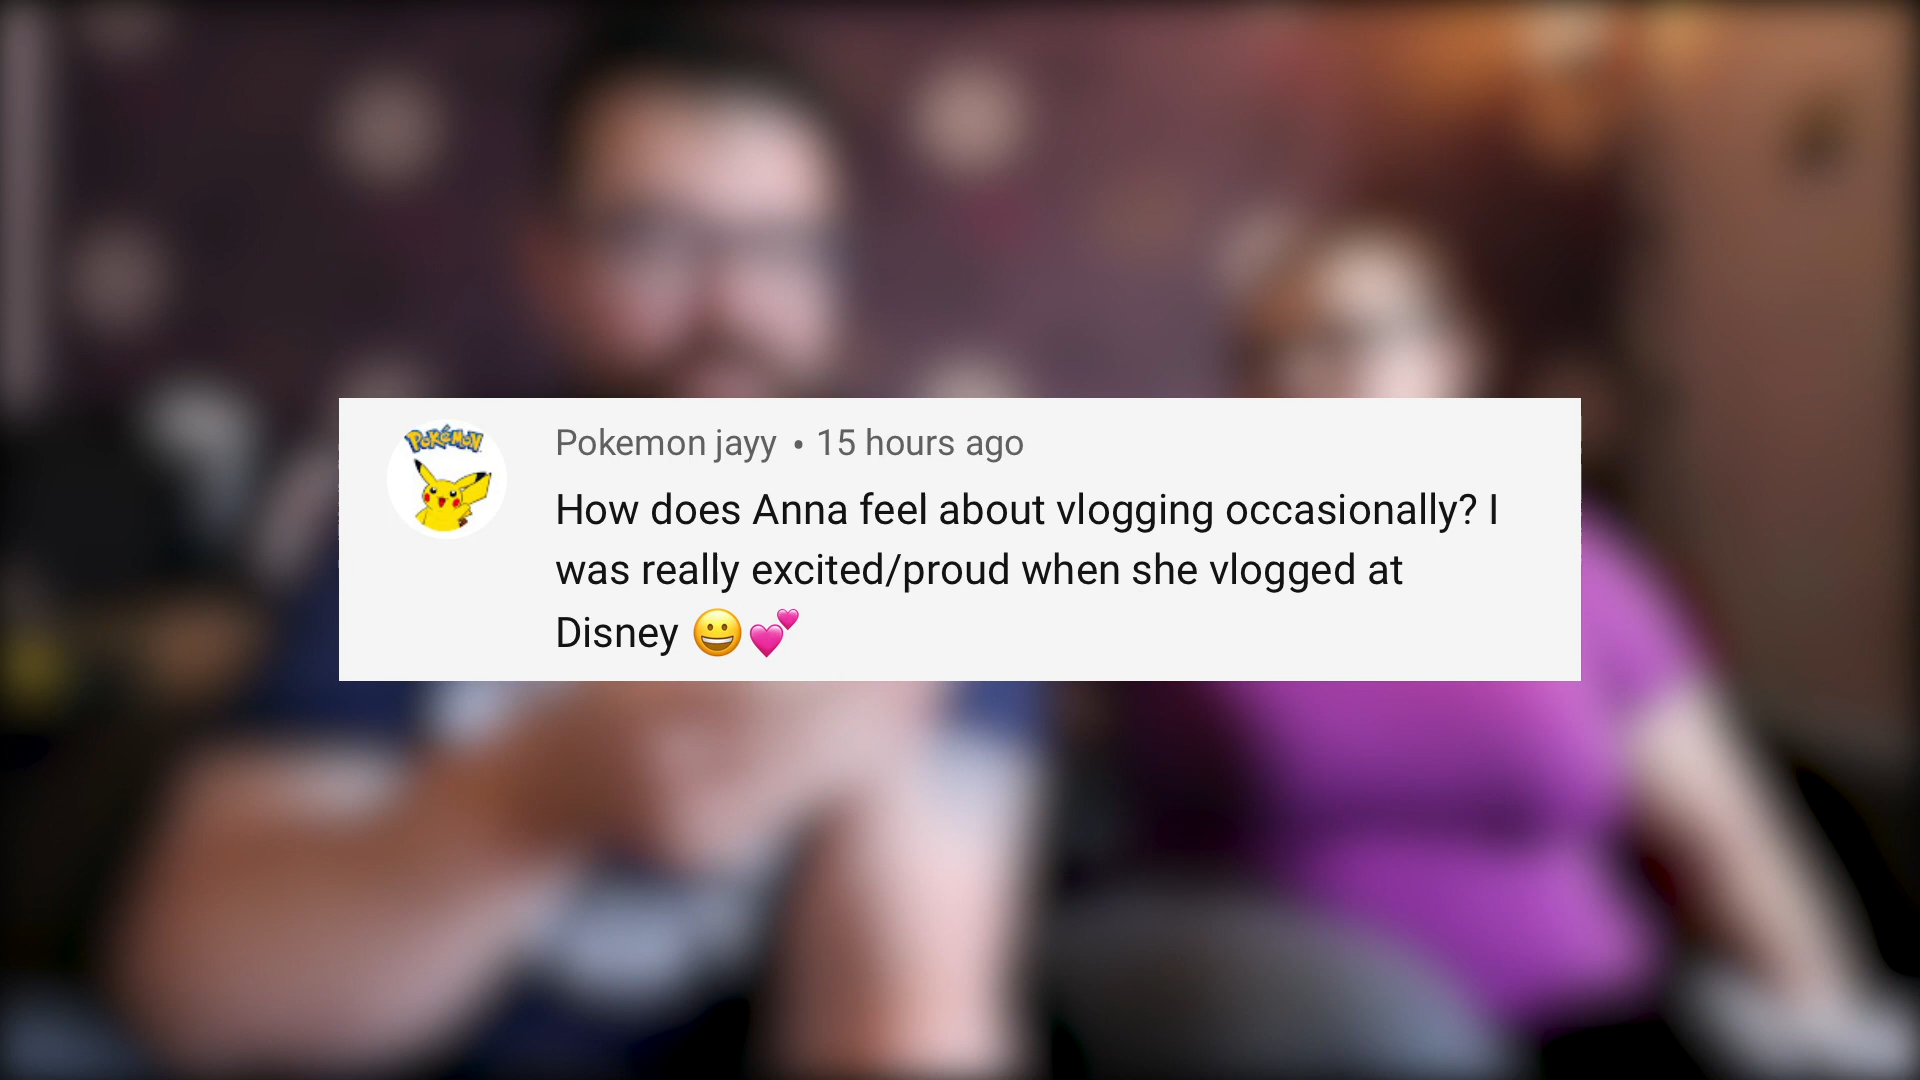 POKéMON
Pokemon jayy • 15 hours ago
How does Anna feel about vlogging occasionally? I
was really excited/proud when she vlogged at
Disney 😀💕